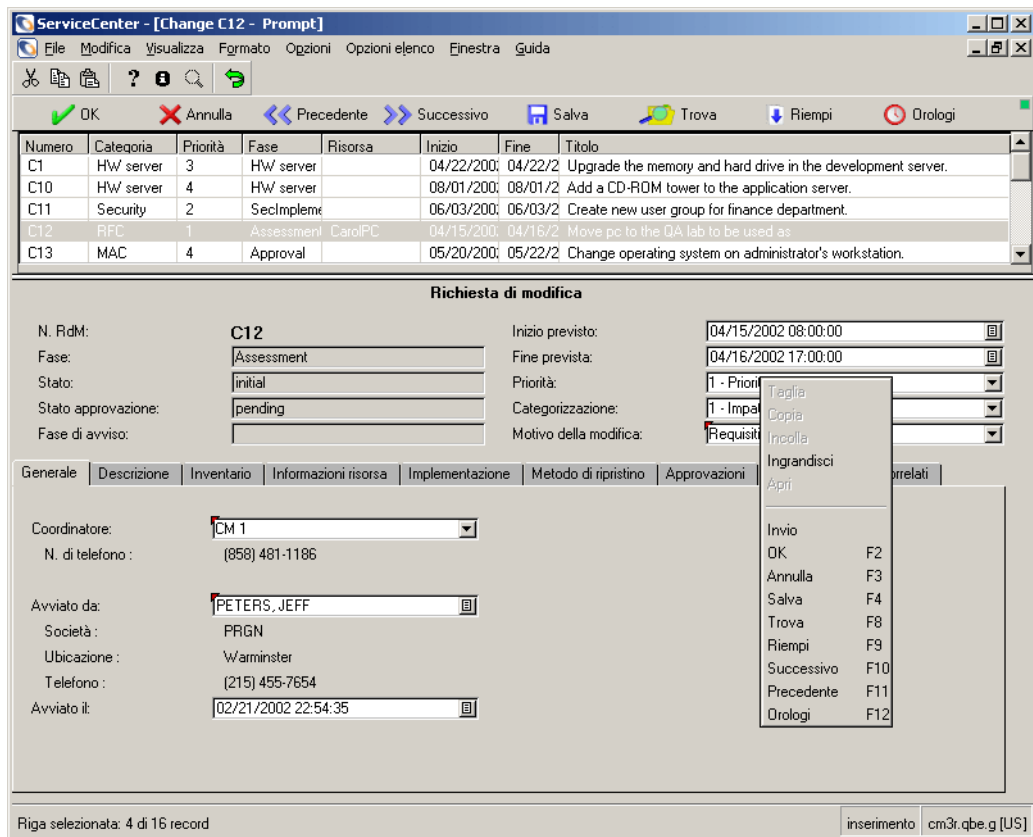 ServiceCenter - [Change C12 - Prompt]
File Modifica Visualizza Formato Opzioni Opzioni elenco Finestra Guida
OK Annulla Precedente Successivo Salva Trova Riempi Orologi
Numero Categoria Priorità Fase Risorsa Inizio Fine Titolo
C1 HW server 3 HW server 04/22/200 04/22/2 Upgrade the memory and hard drive in the development server.
C10 HW server 4 HW server 08/01/200 08/01/2 Add a CD-ROM tower to the application server.
C11 Security 2 SecImpleme 06/03/200 06/03/2 Create new user group for finance department.
C12 RFC 1 Assessment CarolPC 04/15/200 04/16/2 Move pc to the QA lab to be used as
C13 MAC 4 Approval 05/20/200 05/22/2 Change operating system on administrator's workstation.
Richiesta di modifica
N. RdM: C12 Inizio previsto: 04/15/2002 08:00:00
Fase: Assessment Fine prevista: 04/16/2002 17:00:00
Stato: initial Priorità: 1 - Priorit
Stato approvazione: pending Categorizzazione: 1 - Impa
Fase di avviso: Motivo della modifica: Requisiti
Generale Descrizione Inventario Informazioni risorsa Implementazione Metodo di ripristino Approvazioni rrelati
Coordinatore: CM 1
N. di telefono : (858) 481-1186
Avviato da: PETERS, JEFF
Società : PRGN
Ubicazione : Warminster
Telefono : (215) 455-7654
Avviato il: 02/21/2002 22:54:35
Taglia
Copia
Incolla
Ingrandisci
Apri
Invio
OK F2
Annulla F3
Salva F4
Trova F8
Riempi F9
Successivo F10
Precedente F11
Orologi F12
Riga selezionata: 4 di 16 record inserimento cm3r.qbe.g [US]